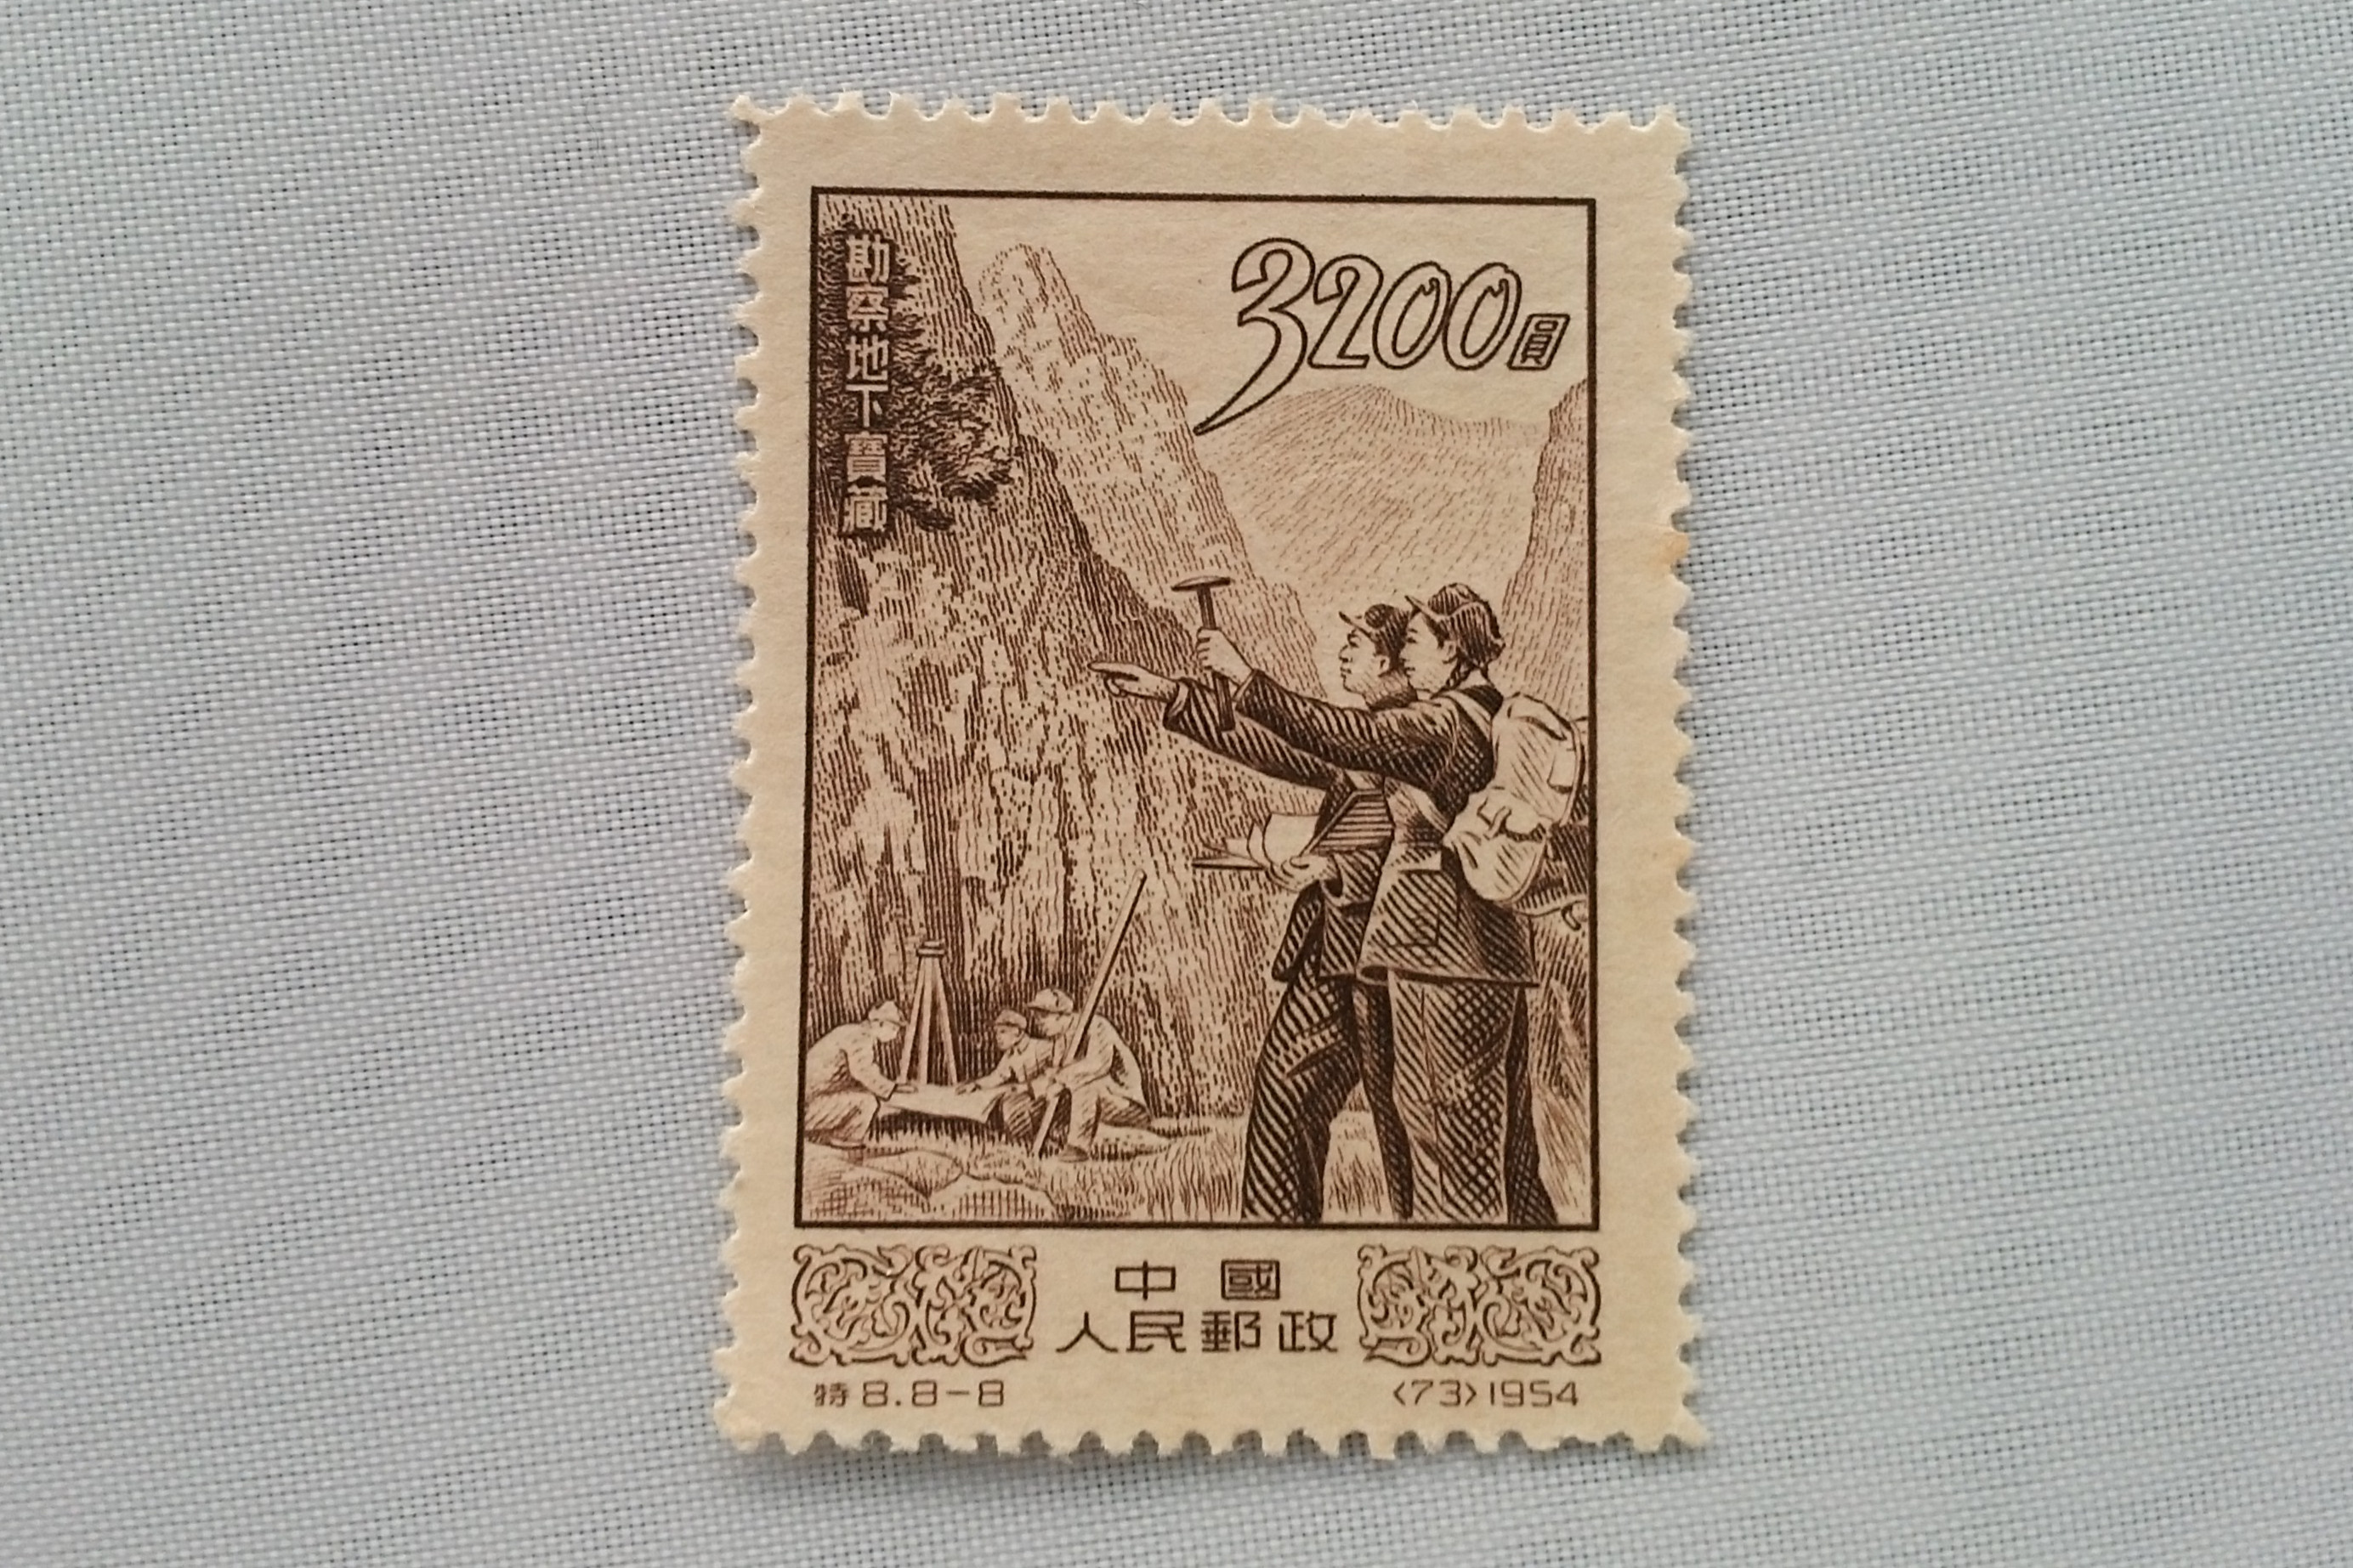 勘察地下寶藏
3200圓
中國
人民郵政
特8.8-8
〈73〉1954